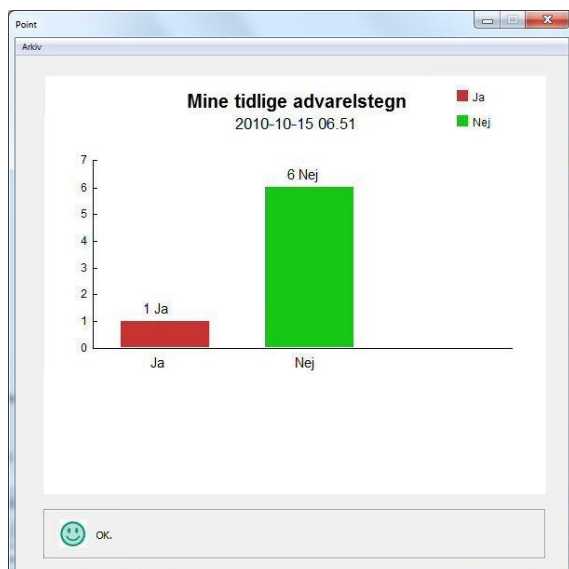 Point
Arkiv
Mine tidlige advarelstegn
2010-10-15 06.51
Ja
Nej
7
6
5
4
3
2
1
0
6 Nej
1 Ja
Ja
Nej
OK.